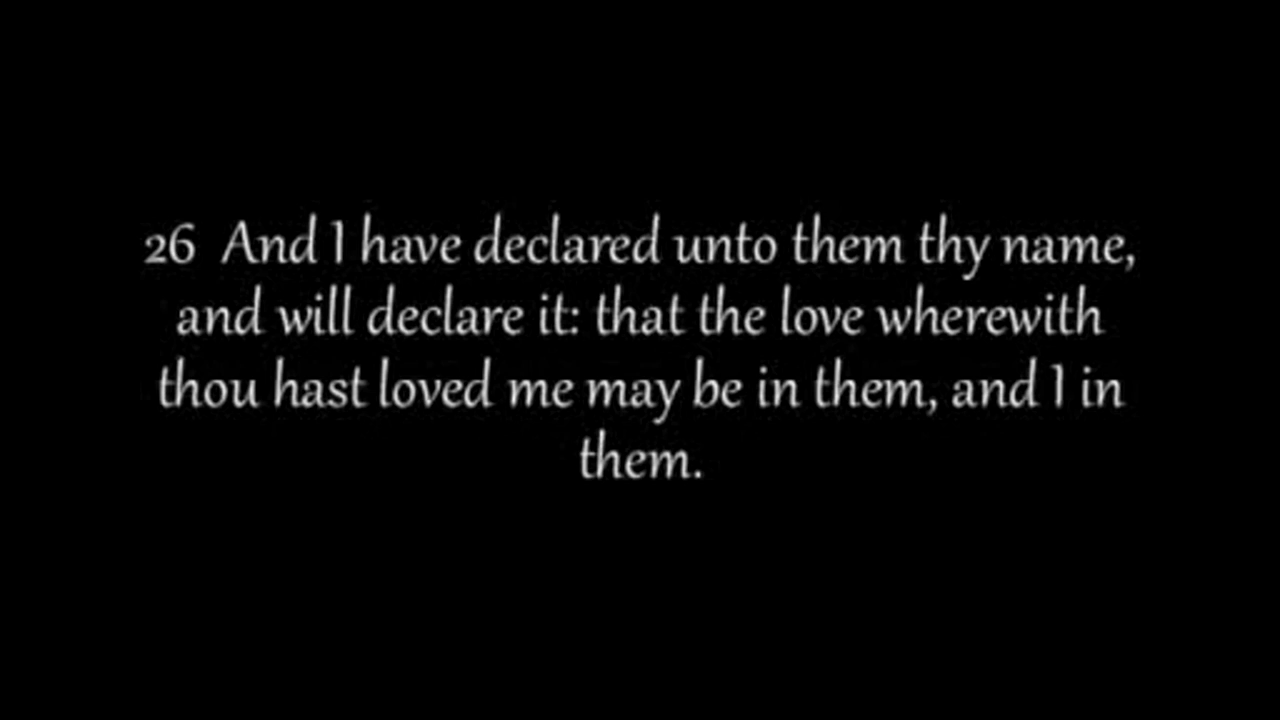 26 And I have declared unto them thy name,
and will declare it: that the love wherewith
thou hast loved me may be in them, and I in
them.